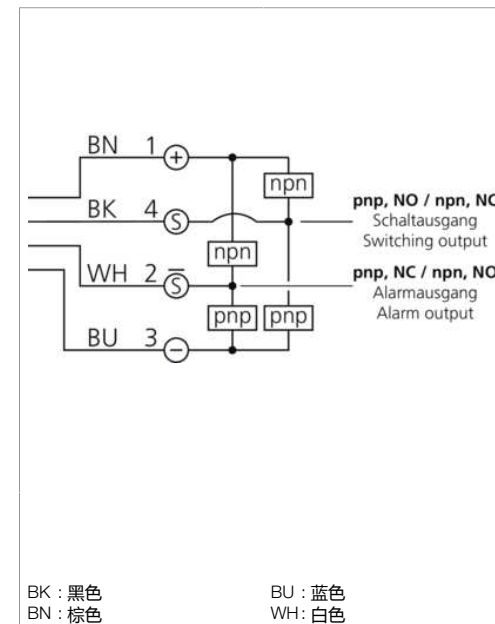 BN 1 +
npn
pnp, NO / npn, NC
BK 4 S
Schaltausgang
Switching output
npn
pnp, NC / npn, NO
WH 2 S̅
Alarmausgang
pnp pnp
Alarm output
BU 3 −
BK : 黑色
BU : 蓝色
BN : 棕色
WH : 白色